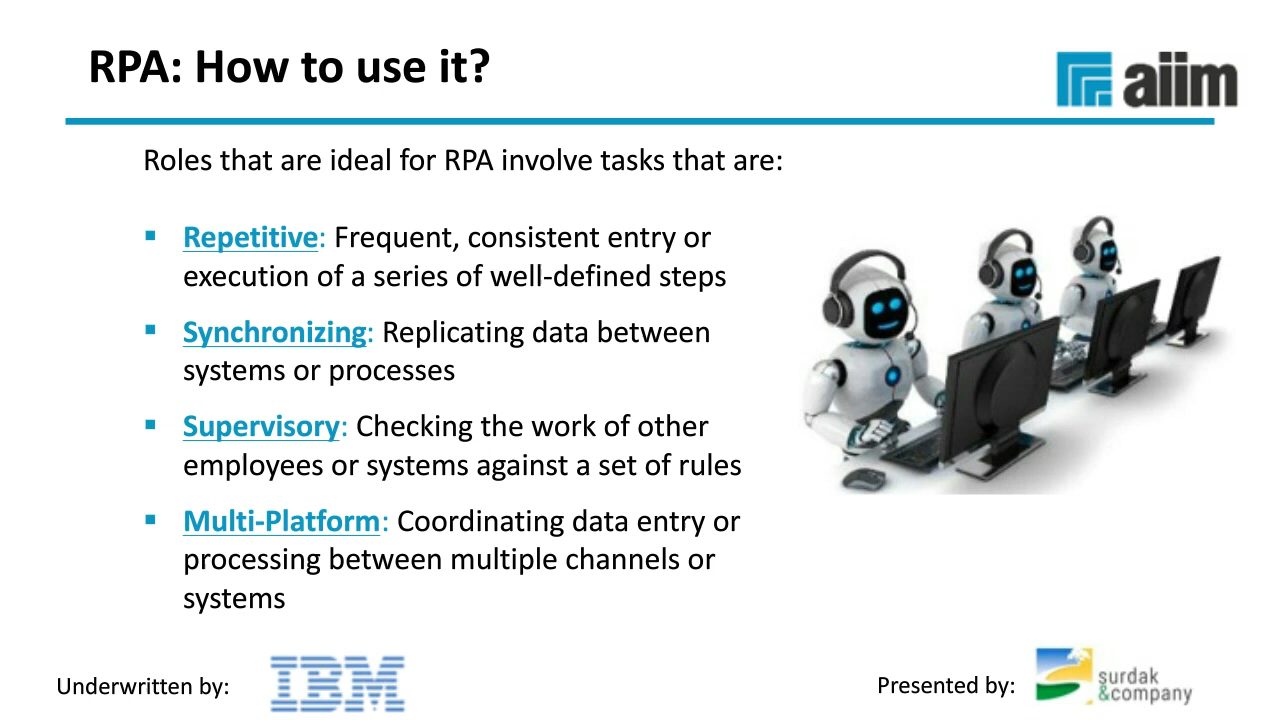 RPA: How to use it?
aiim
Roles that are ideal for RPA involve tasks that are:
▪ Repetitive: Frequent, consistent entry or
execution of a series of well-defined steps
▪ Synchronizing: Replicating data between
systems or processes
▪ Supervisory: Checking the work of other
employees or systems against a set of rules
▪ Multi-Platform: Coordinating data entry or
processing between multiple channels or
systems
Underwritten by:
IBM
Presented by:
surdak
&company